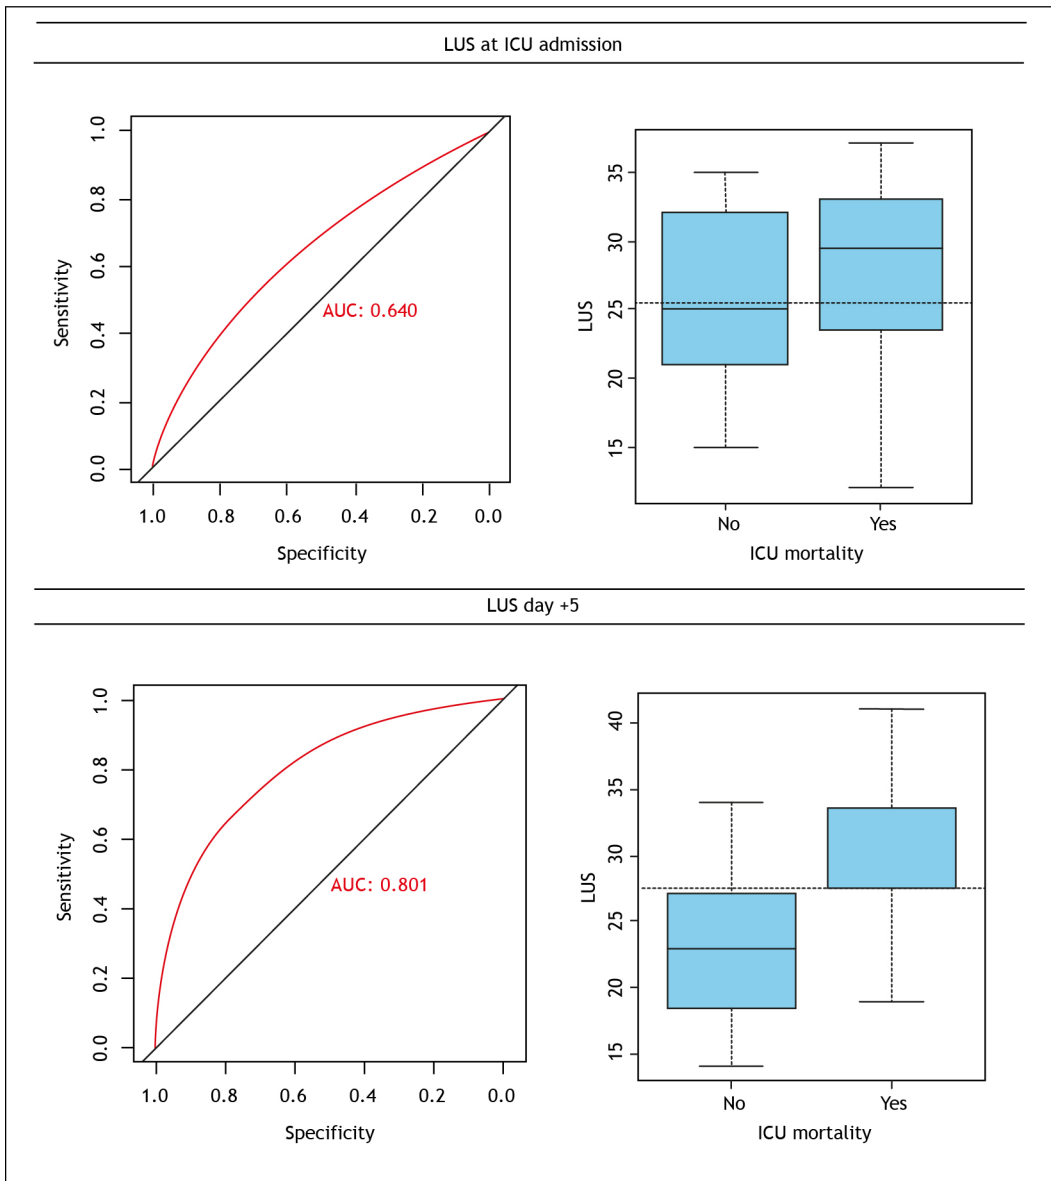 LUS at ICU admission
1.0
0.8
0.6
0.4
0.2
0.0
Sensitivity
AUC: 0.640
1.0 0.8 0.6 0.4 0.2 0.0
Specificity
35
30
25
20
15
LUS
No Yes
ICU mortality
LUS day +5
1.0
0.8
0.6
0.4
0.2
0.0
Sensitivity
AUC: 0.801
1.0 0.8 0.6 0.4 0.2 0.0
Specificity
40
35
30
25
20
15
LUS
No Yes
ICU mortality